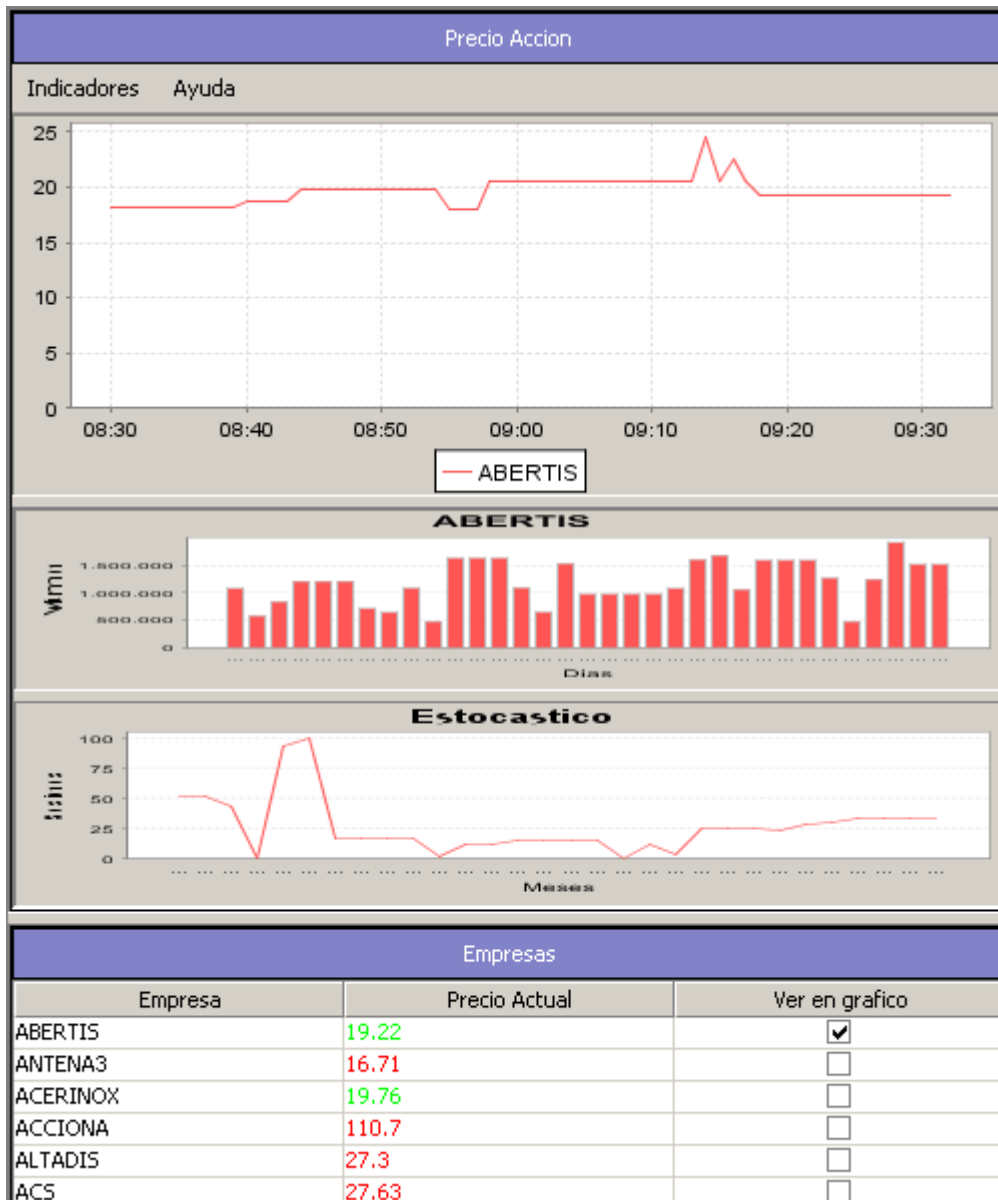 Precio Accion
Indicadores Ayuda
25
20
15
10
5
0
08:30 08:40 08:50 09:00 09:10 09:20 09:30
ABERTIS
ABERTIS
1.500.000
1.000.000
500.000
0
Dias
Estocastico
100
75
50
25
0
Meses
Empresas
Empresa Precio Actual Ver en grafico
ABERTIS 19.22
ANTENA3 16.71
ACERINOX 19.76
ACCIONA 110.7
ALTADIS 27.3
ACS 27.63